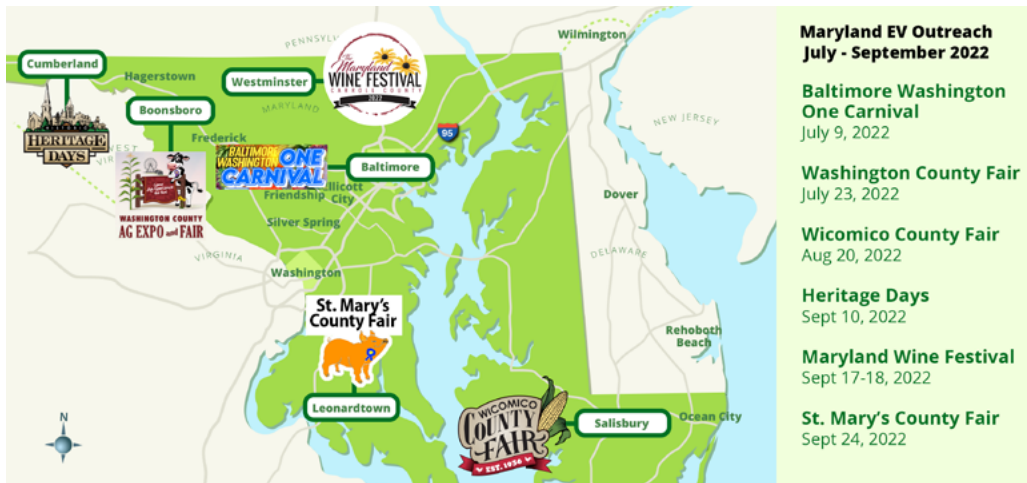 PENNSYL
Wilmington
Cumberland
Hagerstown
Westminster
The
Maryland
WINE FESTIVAL
CARROLL COUNTY
2022
Boonsboro
MARYLAND
95
NEW JERSEY
HERITAGE
DAYS
WEST
VIR
Frederick
BALTIMORE
WASHINGTON
ONE
CARNIVAL
Baltimore
llicott
City
Friendship
WASHINGTON COUNTY
AG EXPO and FAIR
Silver Spring
Dover
VIRGINIA
Washington
DELAWARE
St. Mary's
County Fair
Rehoboth
Beach
Leonardtown
WICOMICO
COUNTY
FAIR
EST. 1936
Salisbury
Ocean City
N
Maryland EV Outreach
July - September 2022
Baltimore Washington
One Carnival
July 9, 2022
Washington County Fair
July 23, 2022
Wicomico County Fair
Aug 20, 2022
Heritage Days
Sept 10, 2022
Maryland Wine Festival
Sept 17-18, 2022
St. Mary's County Fair
Sept 24, 2022